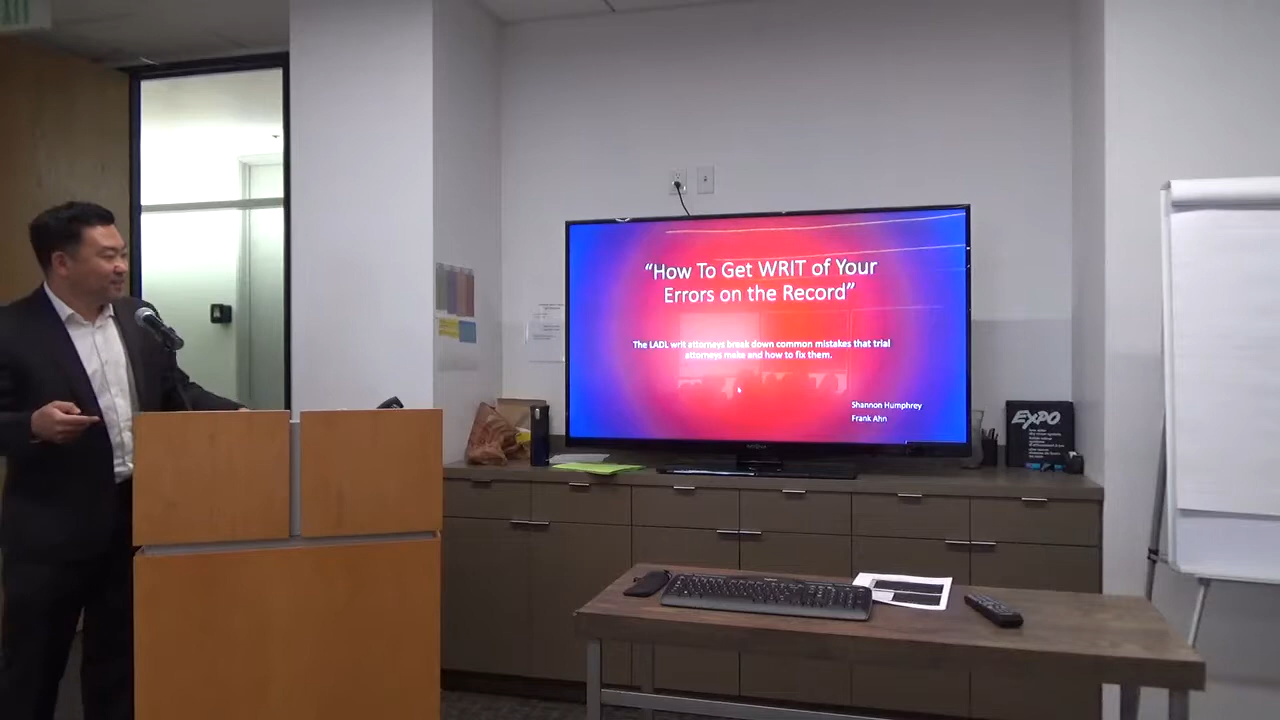 EXIT
“How To Get WRIT of Your
Errors on the Record”
The LADL writ attorneys break down common mistakes that trial
attorneys make and how to fix them.
Shannon Humphrey
Frank Ahn
EXPO